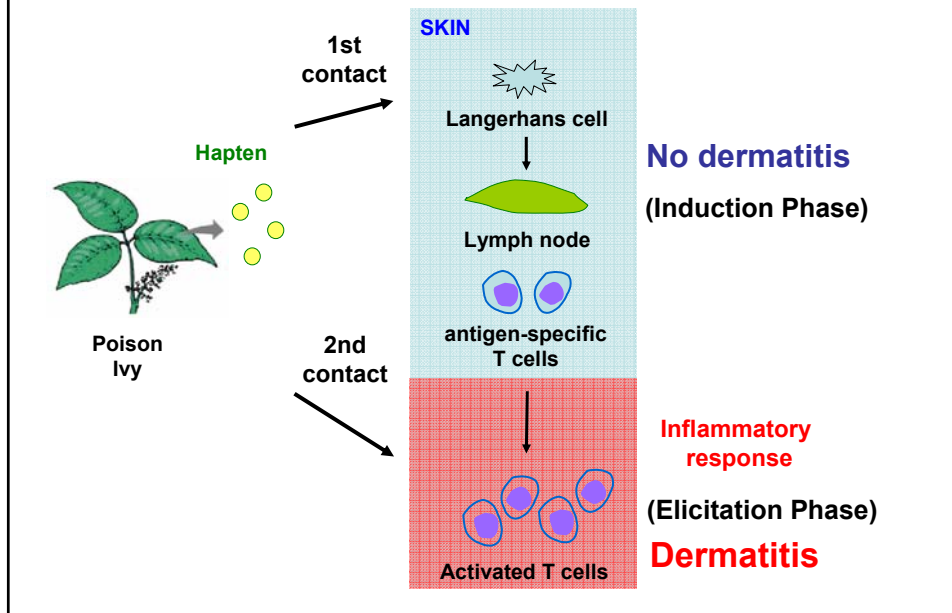 SKIN
1st
contact
Langerhans cell
Hapten
No dermatitis
(Induction Phase)
Lymph node
Poison
Ivy
2nd
contact
antigen-specific
T cells
Inflammatory
response
(Elicitation Phase)
Dermatitis
Activated T cells